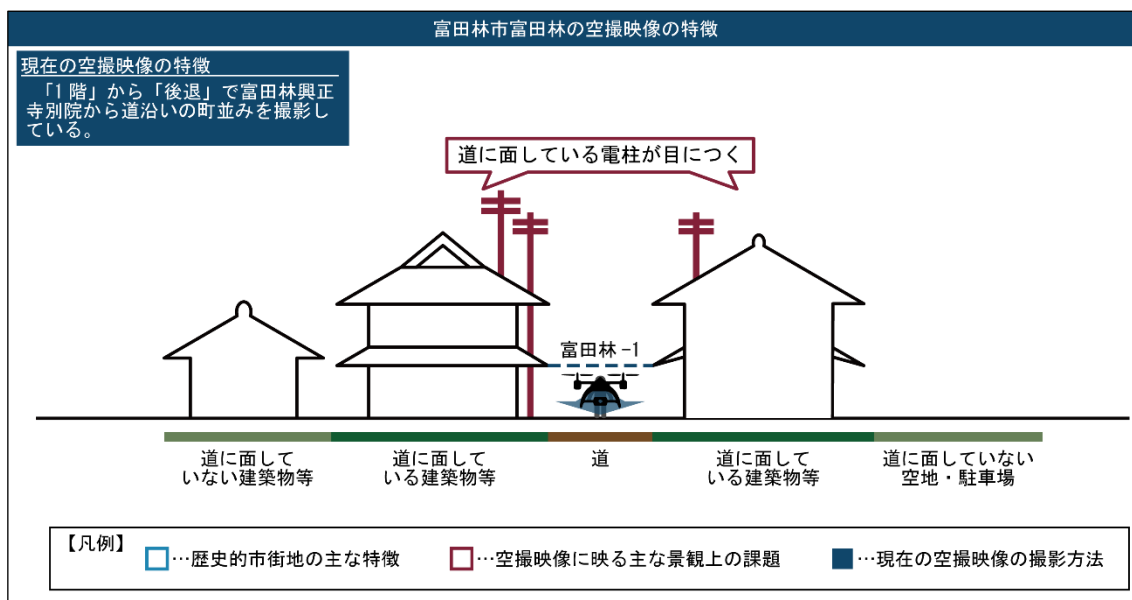 富田林市富田林の空撮映像の特徴
現在の空撮映像の特徴
「1階」から「後退」で富田林興正
寺別院から道沿いの町並みを撮影し
ている。
道に面している電柱が目につく
富田林-1
道に面して
いない建築物等
道に面して
いる建築物等
道
道に面して
いる建築物等
道に面していない
空地・駐車場
【凡例】
…歴史的市街地の主な特徴
…空撮映像に映る主な景観上の課題
…現在の空撮映像の撮影方法